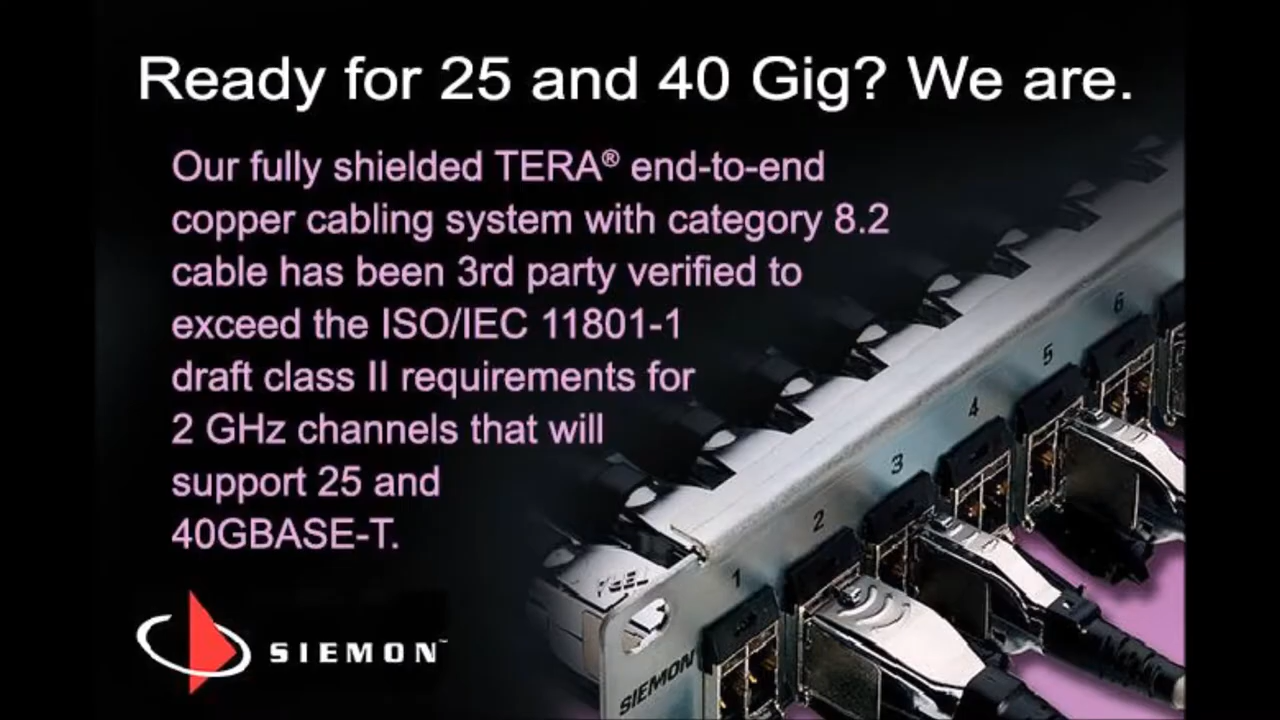 Ready for 25 and 40 Gig? We are.
Our fully shielded TERA® end-to-end
copper cabling system with category 8.2
cable has been 3rd party verified to
exceed the ISO/IEC 11801-1
draft class II requirements for
2 GHz channels that will
support 25 and
40GBASE-T.
SIEMON™
1
2
3
4
5
6
SIEMON